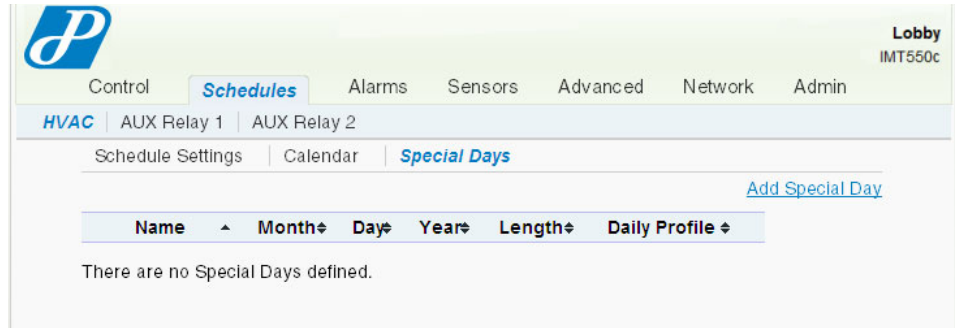 Lobby
IMT550c
Control Schedules Alarms Sensors Advanced Network Admin
HVAC AUX Relay 1 AUX Relay 2
Schedule Settings Calendar Special Days
Add Special Day
Name Month Day Year Length Daily Profile
There are no Special Days defined.